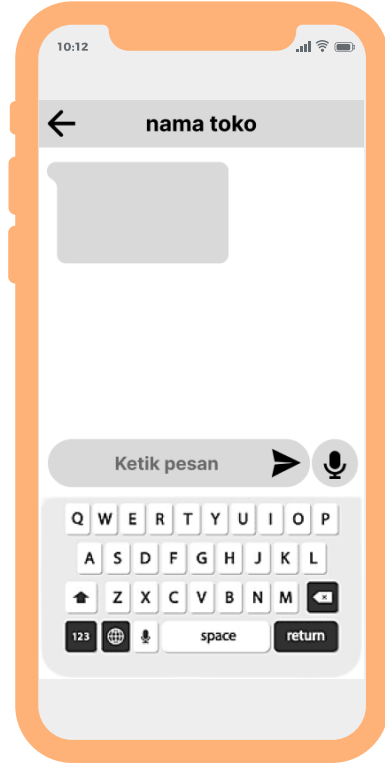 10:12
nama toko
Ketik pesan
Q W E R T Y U I O P
A S D F G H J K L
Z X C V B N M
123 space return